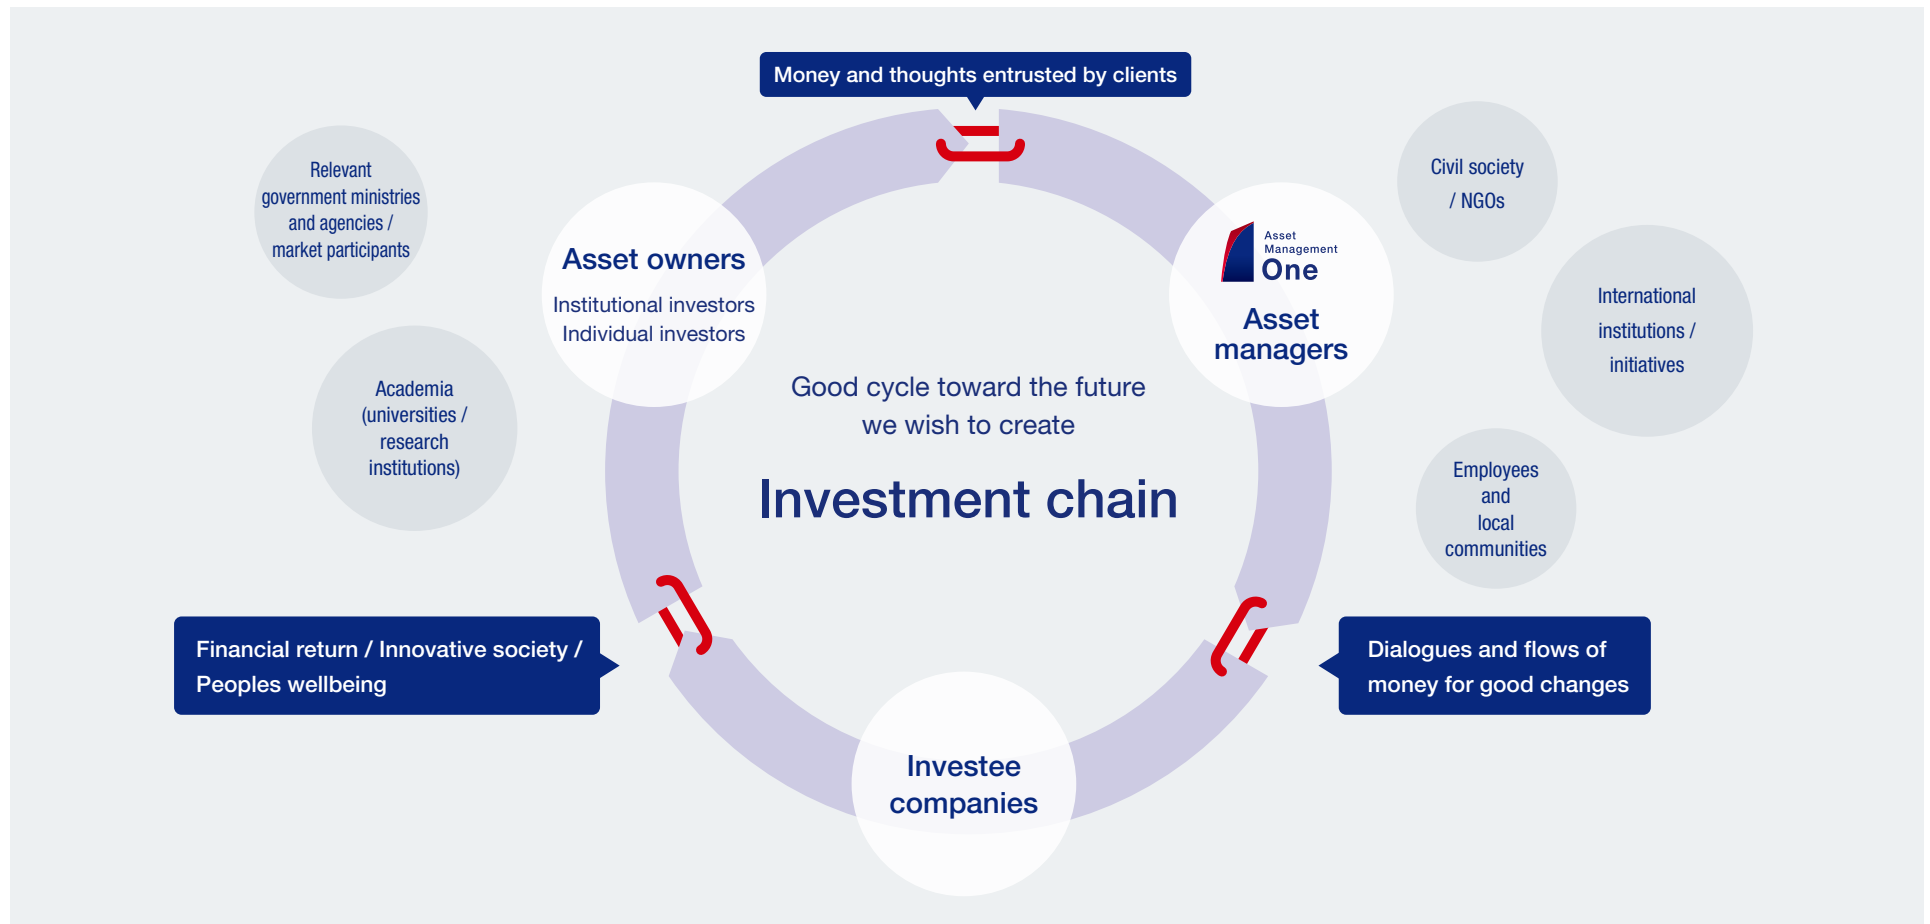 Money and thoughts entrusted by clients
Relevant
government ministries
and agencies /
market participants
Academia
(universities /
research
institutions)
Asset owners
Institutional investors
Individual investors
Asset
Management
One
Asset
managers
Civil society
/ NGOs
International
institutions /
initiatives
Employees
and
local
communities
Good cycle toward the future
we wish to create
Investment chain
Financial return / Innovative society /
Peoples wellbeing
Dialogues and flows of
money for good changes
Investee
companies